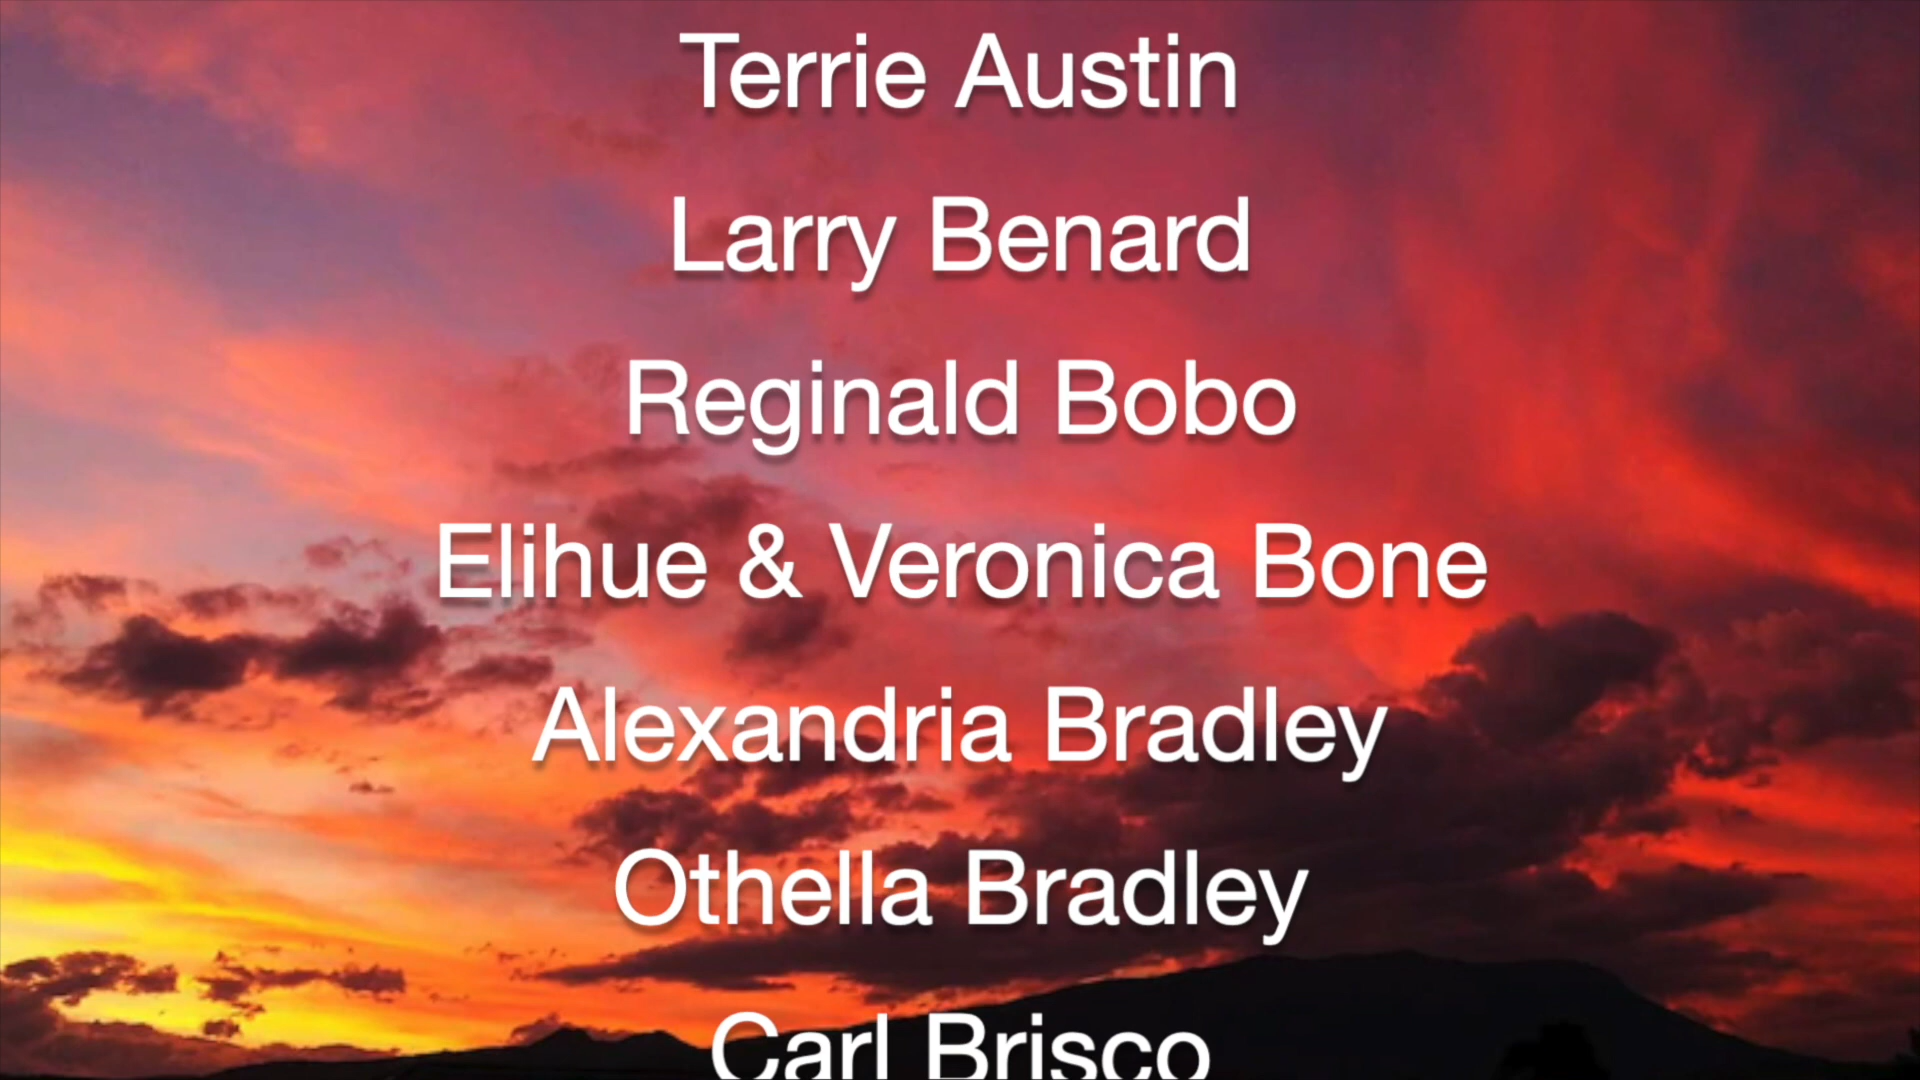 Terrie Austin
Larry Benard
Reginald Bobo
Elihue & Veronica Bone
Alexandria Bradley
Othella Bradley
Carl Brisco